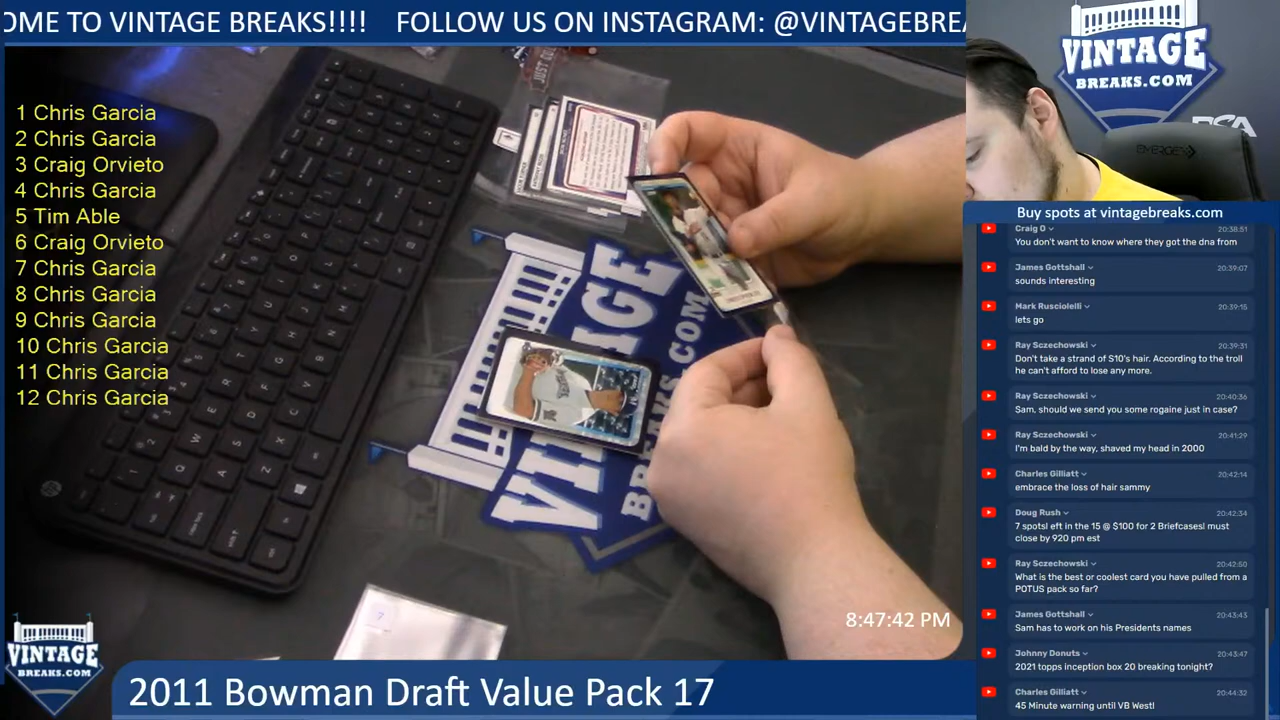 OME TO VINTAGE BREAKS!!!!    FOLLOW US ON INSTAGRAM: @VINTAGEBREA
1 Chris Garcia
2 Chris Garcia
3 Craig Orvieto
4 Chris Garcia
5 Tim Able
6 Craig Orvieto
7 Chris Garcia
8 Chris Garcia
9 Chris Garcia
10 Chris Garcia
11 Chris Garcia
12 Chris Garcia
JUST
VINTAGE
BREAKS.COM
8:47:42 PM
VINTAGE
BREAKS.COM
2011 Bowman Draft Value Pack 17
VINTAGE
BREAKS.COM
PSA
EMERGE
Buy spots at vintagebreaks.com
Craig O 20:38:51
You don't want to know where they got the dna from
James Gottshall 20:39:07
sounds interesting
Mark Rusciolelli 20:39:15
lets go
Ray Sczechowski 20:39:31
Don't take a strand of S10's hair. According to the troll
he can't afford to lose any more.
Ray Sczechowski 20:40:36
Sam, should we send you some rogaine just in case?
Ray Sczechowski 20:41:29
I'm bald by the way, shaved my head in 2000
Charles Gilliatt 20:42:14
embrace the loss of hair sammy
Doug Rush 20:42:34
7 spotsl eft in the 15 @ $100 for 2 Briefcases! must
close by 920 pm est
Ray Sczechowski 20:42:50
What is the best or coolest card you have pulled from a
POTUS pack so far?
James Gottshall 20:43:43
Sam has to work on his Presidents names
Johnny Donuts 20:43:47
2021 topps inception box 20 breaking tonight?
Charles Gilliatt 20:44:32
45 Minute warning until VB West!